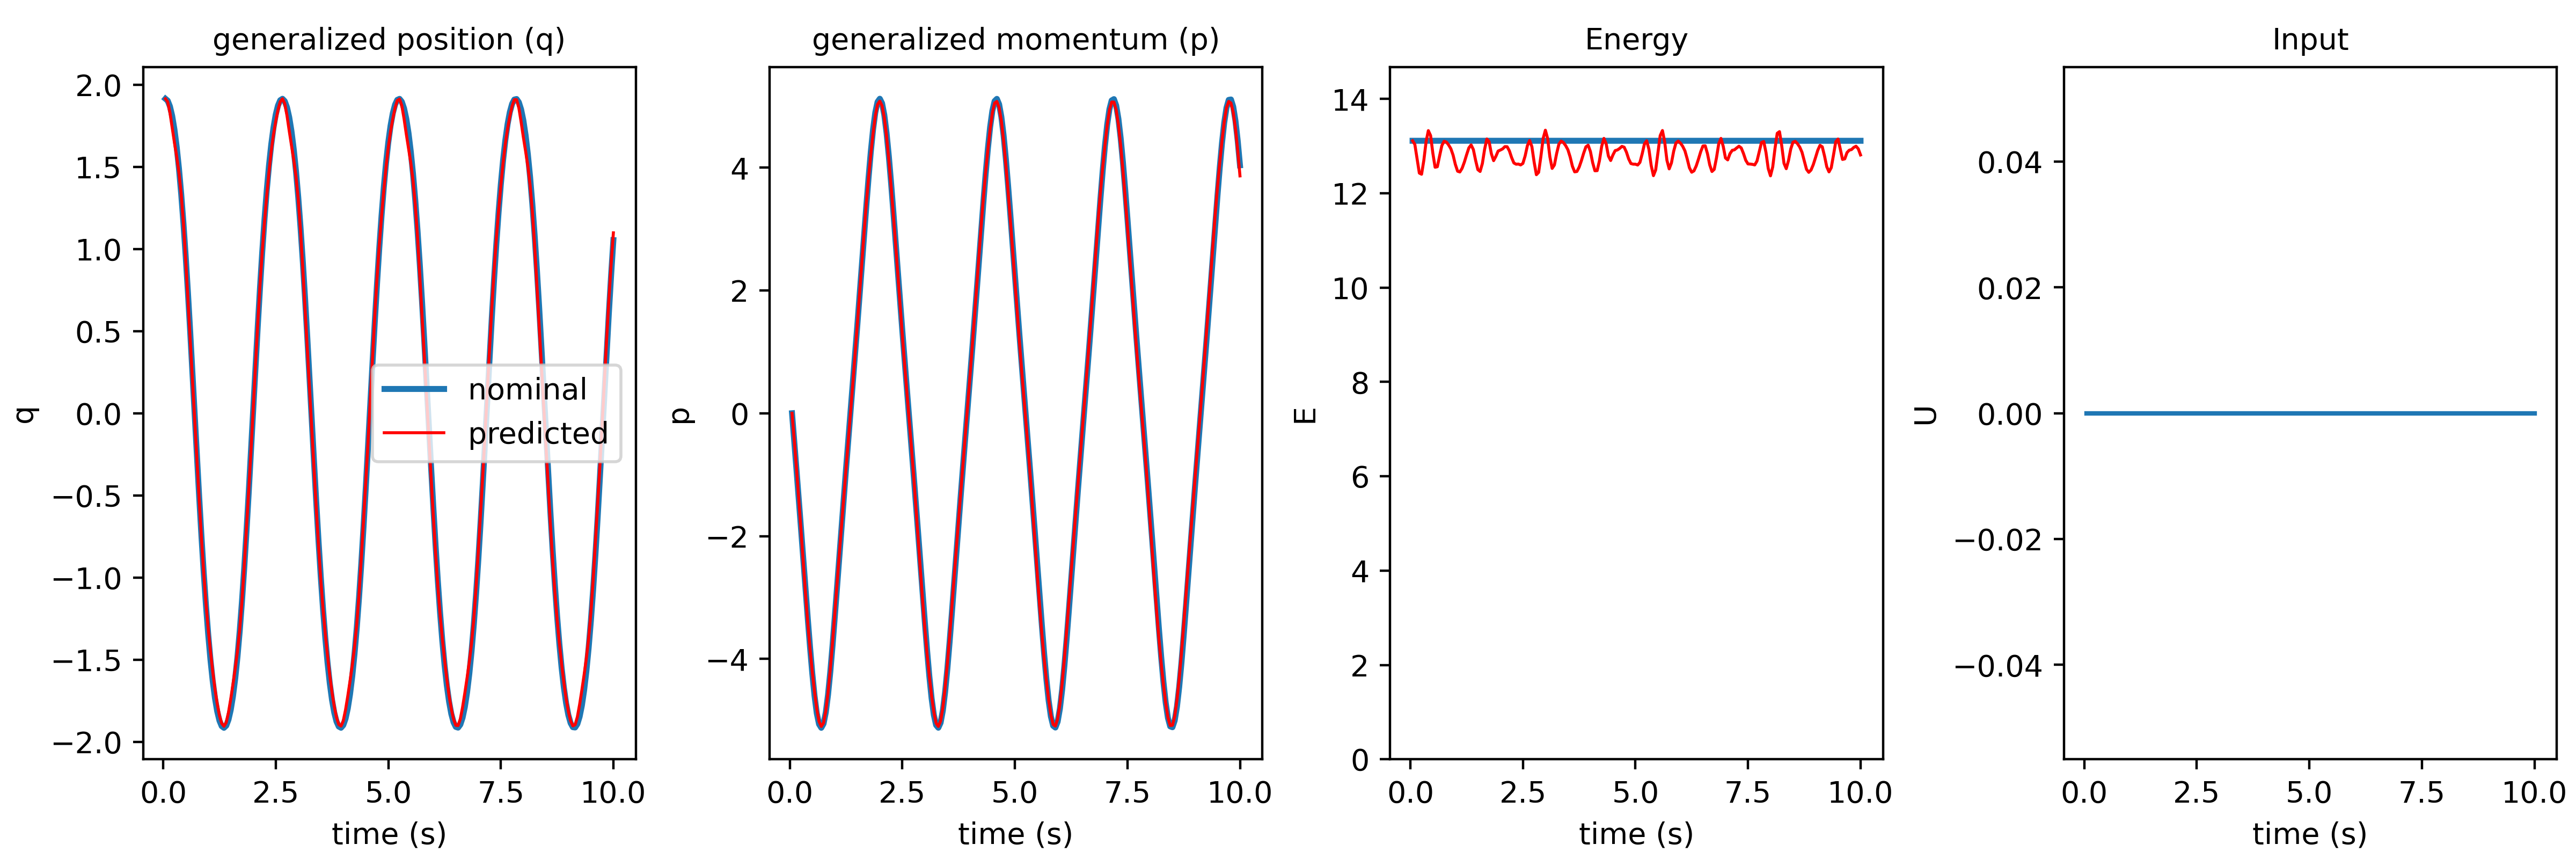 generalized position (q)
2.0
1.5
1.0
0.5
0.0
−0.5
−1.0
−1.5
−2.0
q
nominal
predicted
0.0 2.5 5.0 7.5 10.0
time (s)
generalized momentum (p)
4
2
0
−2
−4
p
0.0 2.5 5.0 7.5 10.0
time (s)
Energy
14
12
10
8
6
4
2
0
E
0.0 2.5 5.0 7.5 10.0
time (s)
Input
0.04
0.02
0.00
−0.02
−0.04
U
0.0 2.5 5.0 7.5 10.0
time (s)